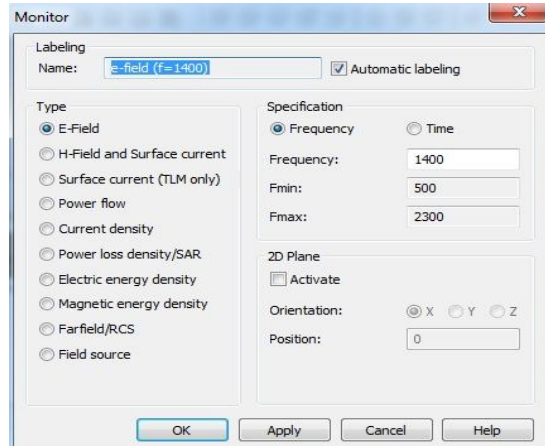 Monitor
Labeling
Name: e-field (f=1400) Automatic labeling
Type
E-Field
H-Field and Surface current
Surface current (TLM only)
Power flow
Current density
Power loss density/SAR
Electric energy density
Magnetic energy density
Farfield/RCS
Field source
Specification
Frequency Time
Frequency: 1400
Fmin: 500
Fmax: 2300
2D Plane
Activate
Orientation: X Y Z
Position: 0
OK Apply Cancel Help